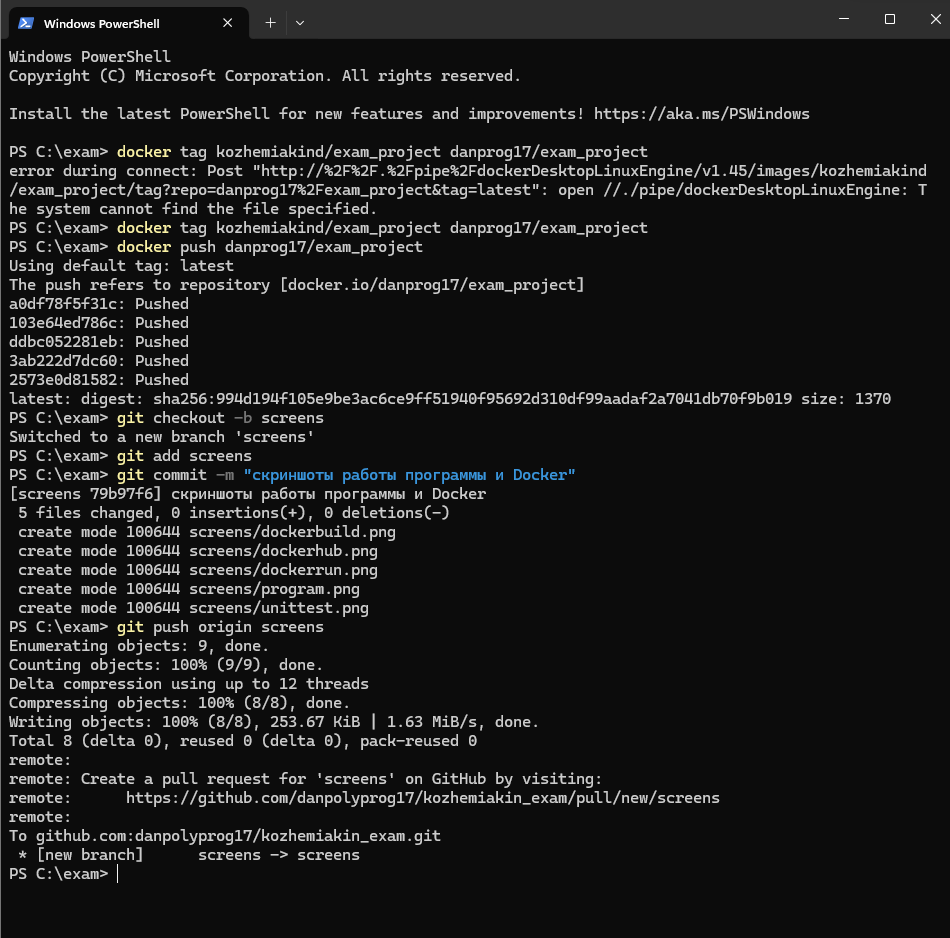 Windows PowerShell
Windows PowerShell
Copyright (C) Microsoft Corporation. All rights reserved.
Install the latest PowerShell for new features and improvements! https://aka.ms/PSWindows
PS C:\exam> docker tag kozhemiakind/exam_project danprog17/exam_project
error during connect: Post "http://%2F%2F.%2Fpipe%2FdockerDesktopLinuxEngine/v1.45/images/kozhemiakind
/exam_project/tag?repo=danprog17%2Fexam_project&tag=latest": open //./pipe/dockerDesktopLinuxEngine: T
he system cannot find the file specified.
PS C:\exam> docker tag kozhemiakind/exam_project danprog17/exam_project
PS C:\exam> docker push danprog17/exam_project
Using default tag: latest
The push refers to repository [docker.io/danprog17/exam_project]
a0df78f5f31c: Pushed
103e64ed786c: Pushed
ddbc052281eb: Pushed
3ab222d7dc60: Pushed
2573e0d81582: Pushed
latest: digest: sha256:994d194f105e9be3ac6ce9ff51940f95692d310df99aadaf2a7041db70f9b019 size: 1370
PS C:\exam> git checkout -b screens
Switched to a new branch 'screens'
PS C:\exam> git add screens
PS C:\exam> git commit -m "скриншоты работы программы и Docker"
[screens 79b97f6] скриншоты работы программы и Docker
 5 files changed, 0 insertions(+), 0 deletions(-)
 create mode 100644 screens/dockerbuild.png
 create mode 100644 screens/dockerhub.png
 create mode 100644 screens/dockerrun.png
 create mode 100644 screens/program.png
 create mode 100644 screens/unittest.png
PS C:\exam> git push origin screens
Enumerating objects: 9, done.
Counting objects: 100% (9/9), done.
Delta compression using up to 12 threads
Compressing objects: 100% (8/8), done.
Writing objects: 100% (8/8), 253.67 KiB | 1.63 MiB/s, done.
Total 8 (delta 0), reused 0 (delta 0), pack-reused 0
remote:
remote: Create a pull request for 'screens' on GitHub by visiting:
remote:      https://github.com/danpolyprog17/kozhemiakin_exam/pull/new/screens
remote:
To github.com:danpolyprog17/kozhemiakin_exam.git
 * [new branch]      screens -> screens
PS C:\exam>